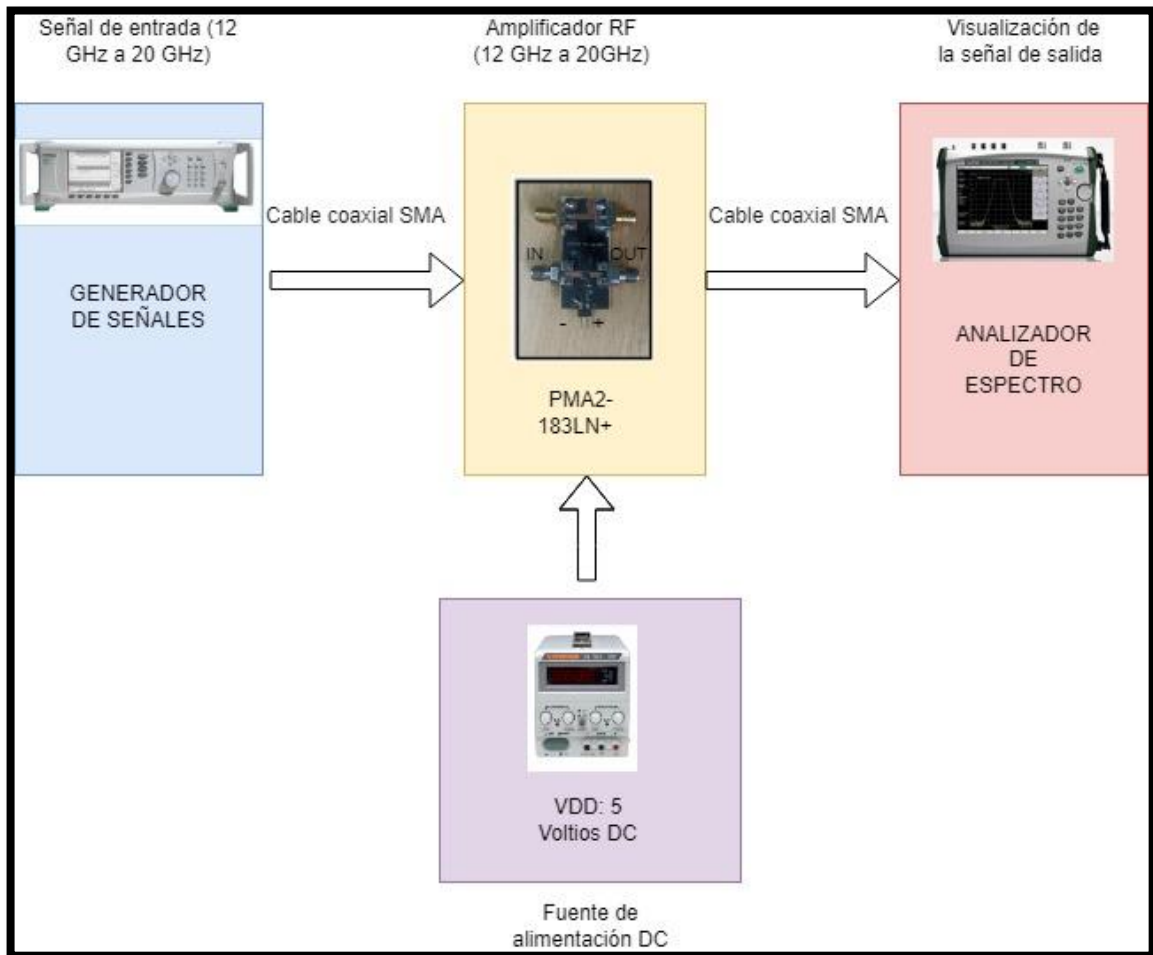 Señal de entrada (12
GHz a 20 GHz)
Amplificador RF
(12 GHz a 20GHz)
Visualización de
la señal de salida
Cable coaxial SMA
Cable coaxial SMA
IN
OUT
- +
GENERADOR
DE SEÑALES
PMA2-
183LN+
ANALIZADOR
DE
ESPECTRO
VDD: 5
Voltios DC
Fuente de
alimentación DC